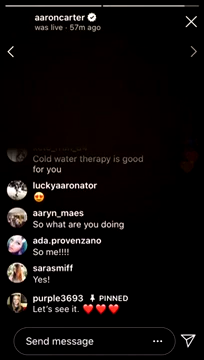 aaroncarter
was live · 57m ago
Cold water therapy is good
for you
luckyaaronator
😍
aaryn_maes
So what are you doing
ada.provenzano
So me!!!!
sarasmiff
Yes!
purple3693 PINNED
Let's see it. ❤️❤️❤️
Send message